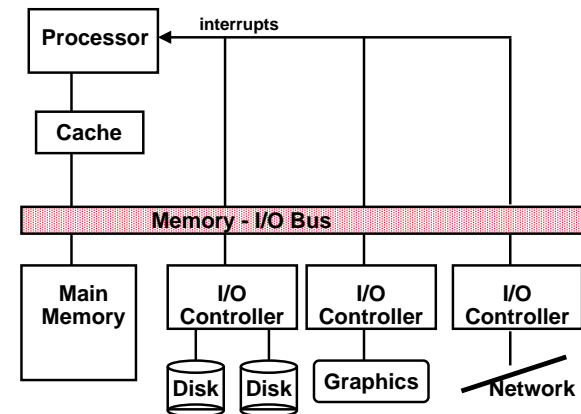 interrupts
Processor
Cache
Memory - I/O Bus
Main
Memory
I/O
Controller
I/O
Controller
I/O
Controller
Disk
Disk
Graphics
Network